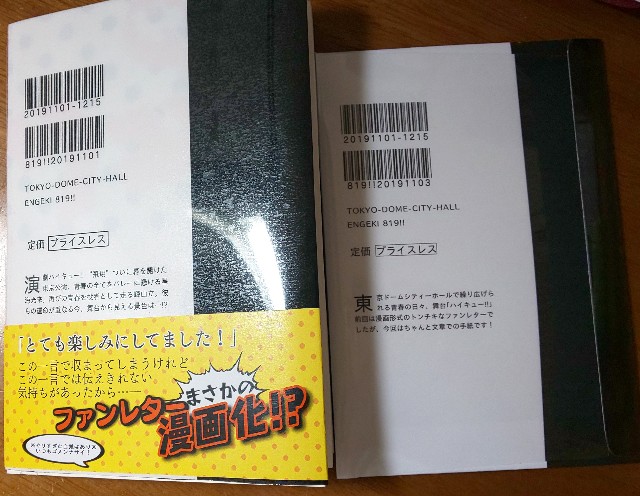 20191101-1215
819!!20191101
TOKYO-DOME-CITY-HALL
ENGEKI 819!!
定価 プライスレス
「とても楽しみにしてました！」
この一言で収まってしまうけれど
この一言では伝えきれない
気持ちがあったから……
ファンレターまさかの
漫画化!?
20191101-1215
819!!20191103
TOKYO-DOME-CITY-HALL
ENGEKI 819!!
定価 プライスレス
東京ドームシティーホールで繰り広げら
れる青春の日々、舞台「ハイキュー!!」
前回は漫画形式のトンチキなファンレターで
したが、今回はちゃんと文章での手紙です！